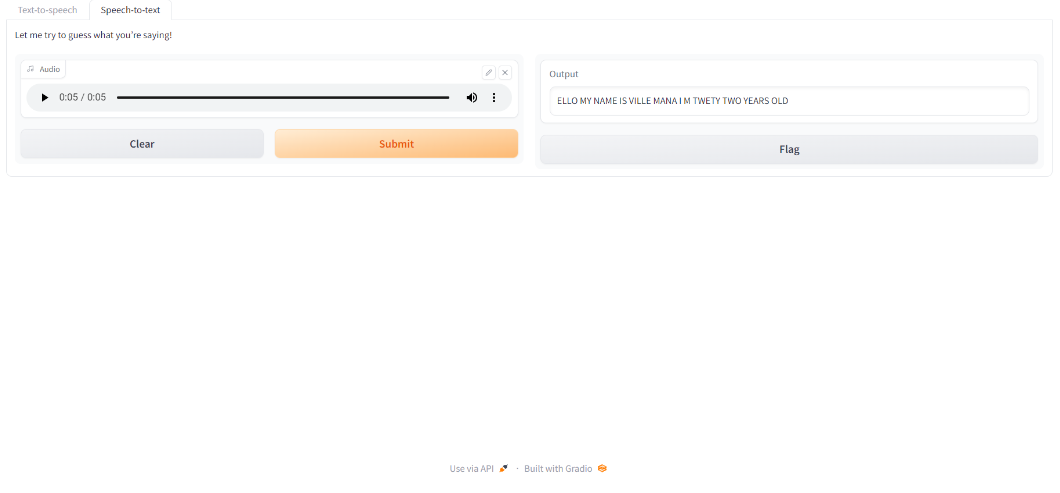 Text-to-speech Speech-to-text
Let me try to guess what you're saying!
Audio
0:05 / 0:05
Clear Submit
Output
ELLO MY NAME IS VILLE MANA I M TWETY TWO YEARS OLD
Flag
Use via API · Built with Gradio